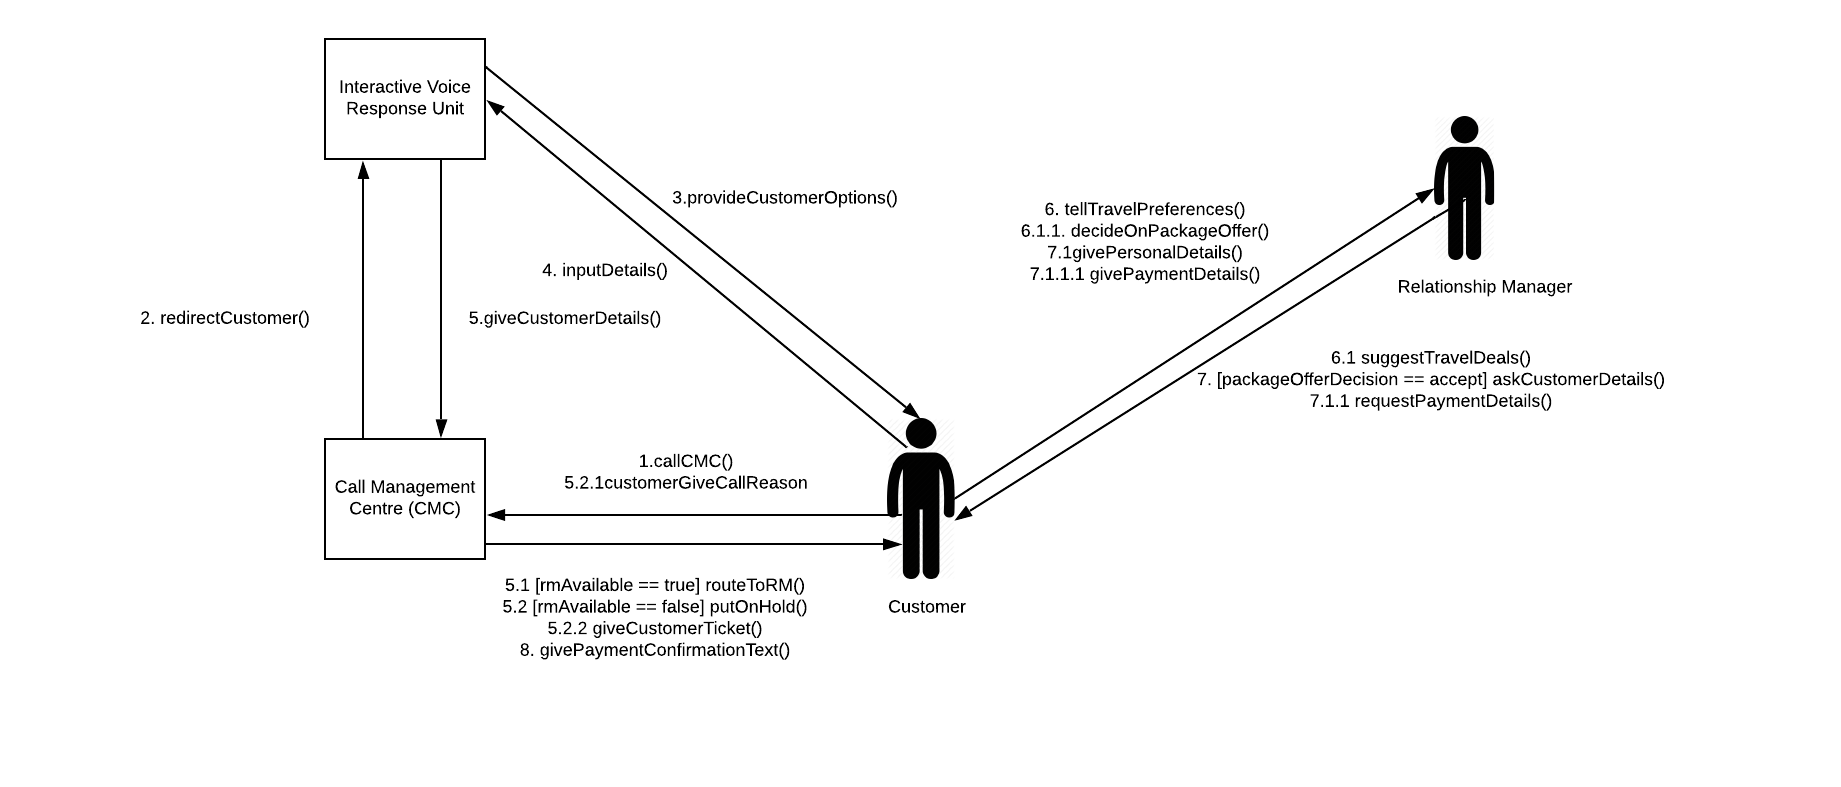 Interactive Voice
Response Unit
3.provideCustomerOptions()
6. tellTravelPreferences()
6.1.1. decideOnPackageOffer()
7.1givePersonalDetails()
7.1.1.1 givePaymentDetails()
4. inputDetails()
Relationship Manager
2. redirectCustomer()
5.giveCustomerDetails()
6.1 suggestTravelDeals()
7. [packageOfferDecision == accept] askCustomerDetails()
7.1.1 requestPaymentDetails()
1.callCMC()
5.2.1customerGiveCallReason
Call Management
Centre (CMC)
5.1 [rmAvailable == true] routeToRM()
5.2 [rmAvailable == false] putOnHold()
5.2.2 giveCustomerTicket()
8. givePaymentConfirmationText()
Customer